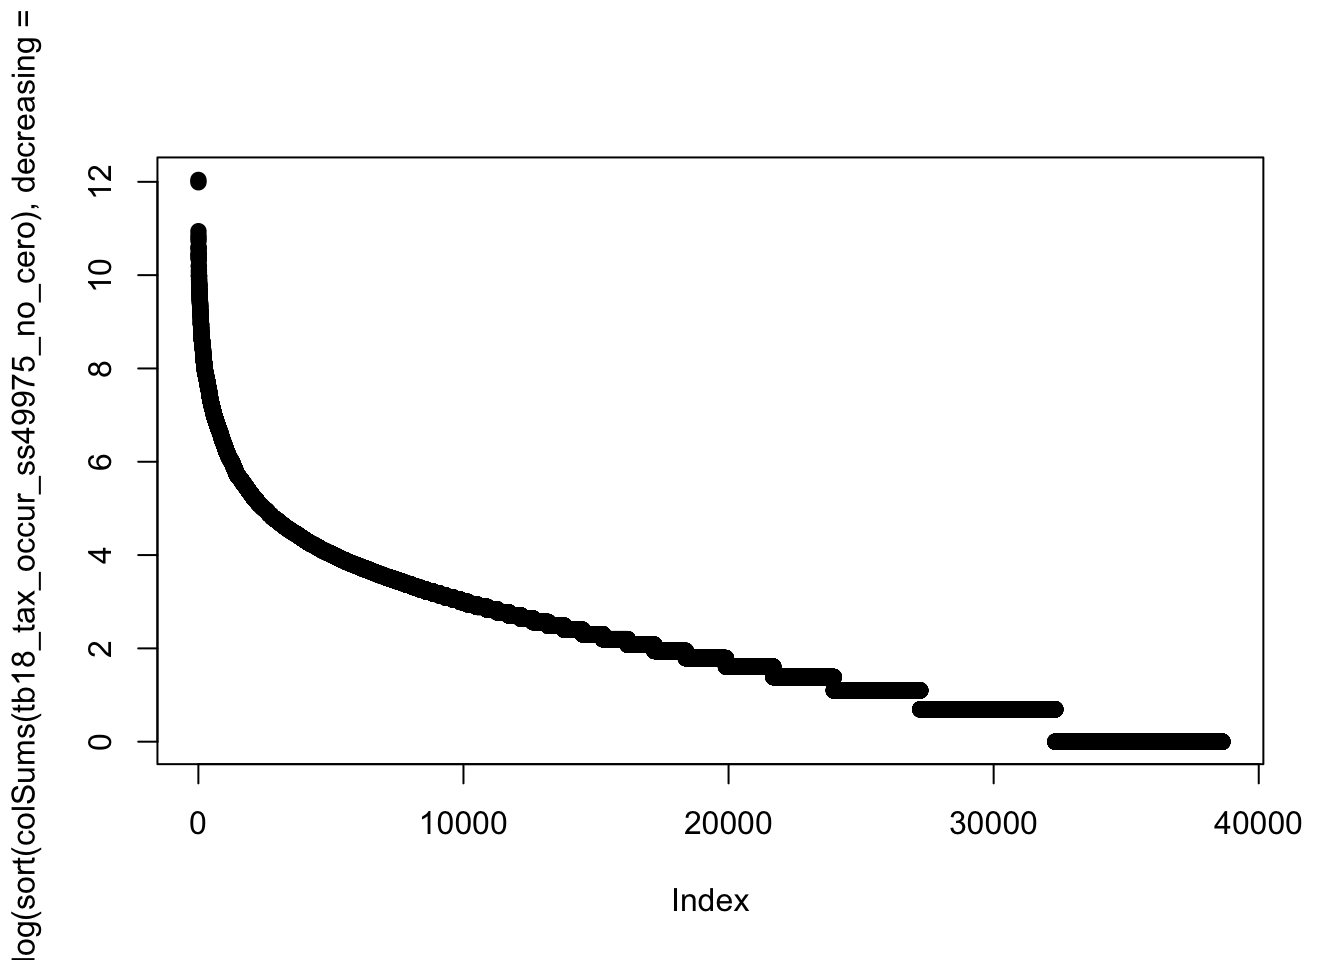 log(sort(colSums(tb18_tax_occur_ss49975_no_cero), decreasing =
12
10
8
6
4
2
0
0 10000 20000 30000 40000
Index